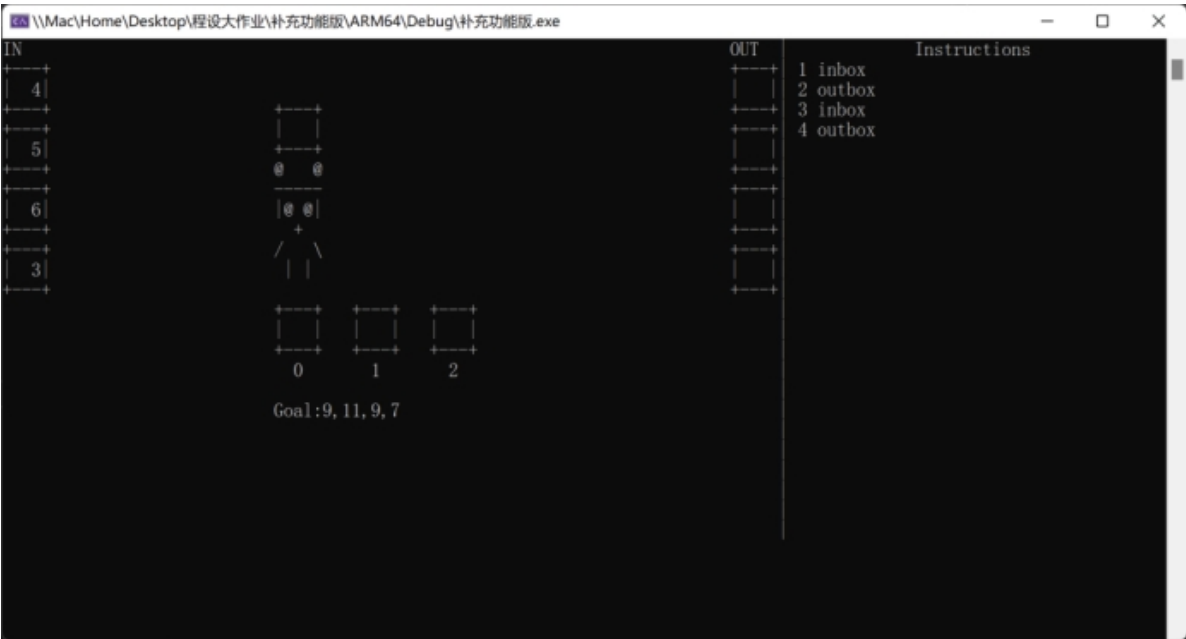 \\Mac\Home\Desktop\程设大作业\补充功能版\ARM64\Debug\补充功能版.exe
IN
OUT
Instructions
4
5
6
3
1 inbox
2 outbox
3 inbox
4 outbox
@ @
|@ @|
+
/ \
| |
0 1 2
Goal:9,11,9,7